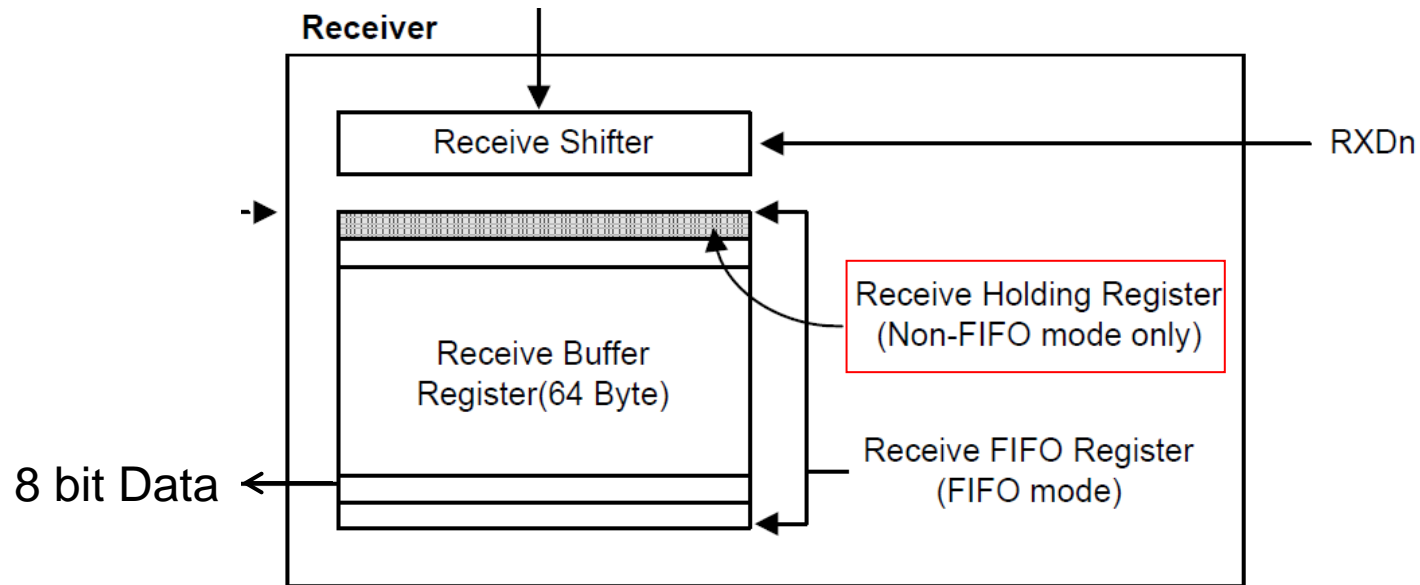 Receiver
Receive Shifter
RXDn
Receive Holding Register
(Non-FIFO mode only)
Receive Buffer
Register(64 Byte)
Receive FIFO Register
(FIFO mode)
8 bit Data